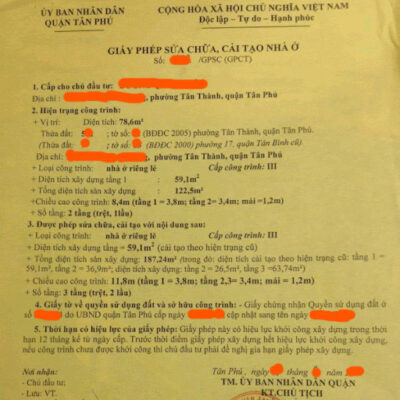 ỦY BAN NHÂN DÂN
QUẬN TÂN PHÚ
CỘNG HÒA XÃ HỘI CHỦ NGHĨA VIỆT NAM
Độc lập - Tự do - Hạnh phúc
GIẤY PHÉP SỬA CHỮA, CẢI TẠO NHÀ Ở
Số: /GPSC (GPCT)
1. Cấp cho chủ đầu tư:
Địa chỉ : , phường Tân Thành, quận Tân Phú
2. Hiện trạng công trình:
+ Vị trí: Diện tích: 78,6m²
Thửa đất: 5 ; tờ số: (BĐDC 2005) phường Tân Thành, quận Tân Phú.
(Thửa đất: ; tờ số: (BĐDC 2000) phường 17, quận Tân Bình cũ).
Địa chỉ: , phường Tân Thành, quận Tân Phú
+ Loại công trình: nhà ở riêng lẻ Cấp công trình: III
+ Diện tích xây dựng tầng 1 : 59,1m²
+ Tổng diện tích sàn xây dựng : 122,5m²
+Chiều cao công trình: 8,4m (tầng 1 = 3,8m; tầng 2= 3,4m; mái =1,2m)
+ Số tầng: 2 tầng (trệt, 1lầu)
3. Được phép sửa chữa, cải tạo với nội dung sau:
+ Loại công trình: nhà ở riêng lẻ Cấp công trình: III
+ Diện tích xây dựng tầng 1= 59,1m² (cải tạo theo hiện trạng cũ)
+ Tổng diện tích sàn xây dựng: 187,24m² /trong đó: diện tích cải tạo theo hiện trạng cũ: tầng 1 =
59,1m², tầng 2 = 36,9m²; diện tích xây dựng: tầng 2 = 26,5m², tầng 3 =63,74m²)
+ Chiều cao công trình: 11,8m (tầng 1 = 3,8m; tầng 2,3= 3,4m; mái = 1,2m)
+ Số tầng: 3 tầng (trệt, 2 lầu)
4. Giấy tờ về quyền sử dụng đất và sở hữu công trình: - Giấy chứng nhận Quyền sử dụng đất ở
số do UBND quận Tân Phú cấp ngày cập nhật sang tên ngày
5. Thời hạn có hiệu lực của giấy phép: Giấy phép này có hiệu lực khởi công xây dựng trong thời
hạn 12 tháng kể từ ngày cấp. Trước thời điểm giấy phép xây dựng hết hiệu lực khởi công xây dựng,
nếu công trình chưa được khởi công thì chủ đầu tư phải đề nghị gia hạn giấy phép xây dựng.
Nơi nhận:
- Chủ đầu tư:
- Lưu: VT.
Tân Phú, ngày tháng năm
TM. ỦY BAN NHÂN DÂN QUẬN
KT.CHỦ TỊCH